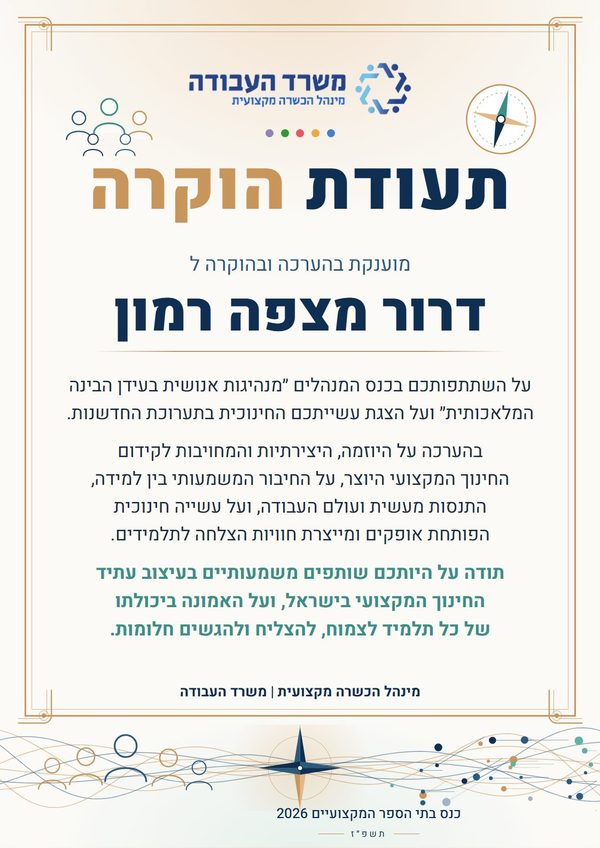 משרד העבודה
מינהל הכשרה מקצועית
תעודת הוקרה
מוענקת בהערכה ובהוקרה ל
דרור מצפה רמון
על השתתפותכם בכנס המנהלים "מנהיגות אנושית בעידן הבינה
המלאכותית" ועל הצגת עשייתכם החינוכית בתערוכת החדשנות.
בהערכה על היוזמה, היצירתיות והמחויבות לקידום
החינוך המקצועי היוצר, על החיבור המשמעותי בין למידה,
התנסות מעשית ועולם העבודה, ועל עשייה חינוכית
הפותחת אופקים ומייצרת חוויות הצלחה לתלמידים.
תודה על היותכם שותפים משמעותיים בעיצוב עתיד
החינוך המקצועי בישראל, ועל האמונה ביכולתו
של כל תלמיד לצמוח, להצליח ולהגשים חלומות.
מינהל הכשרה מקצועית | משרד העבודה
כנס בתי הספר המקצועיים 2026
תשפ"ז